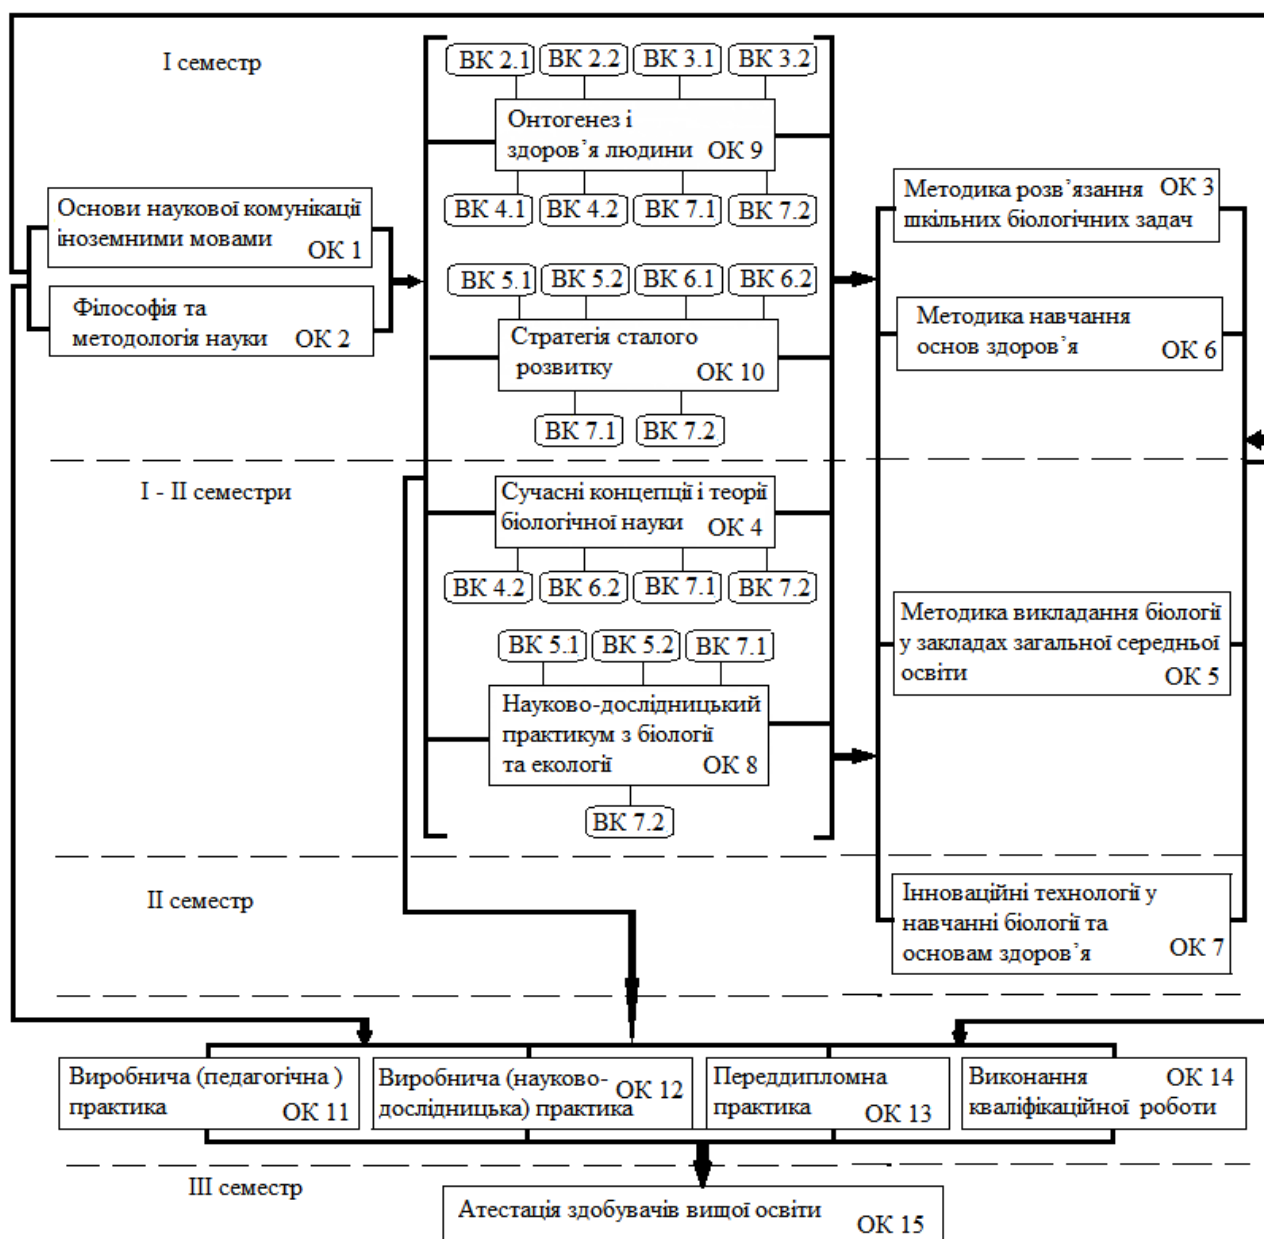 I семестр
ВК 2.1
ВК 2.2
ВК 3.1
ВК 3.2
Онтогенез і
здоров’я людини ОК 9
ВК 4.1
ВК 4.2
ВК 7.1
ВК 7.2
Основи наукової комунікації
іноземними мовами
ОК 1
Філософія та
методологія науки ОК 2
ВК 5.1
ВК 5.2
ВК 6.1
ВК 6.2
Стратегія сталого
розвитку ОК 10
ВК 7.1
ВК 7.2
Методика розв’язання ОК 3
шкільних біологічних задач
Методика навчання
основ здоров’я ОК 6
I - II семестри
Сучасні концепції і теорії
біологічної науки ОК 4
ВК 4.2
ВК 6.2
ВК 7.1
ВК 7.2
ВК 5.1
ВК 5.2
ВК 7.1
Науково-дослідницький
практикум з біології
та екології ОК 8
ВК 7.2
Методика викладання біології
у закладах загальної середньої
освіти ОК 5
II семестр
Інноваційні технології у
навчанні біології та
основам здоров’я ОК 7
Виробнича (педагогічна )
практика
ОК 11
Виробнича (науково-
дослідницька) практика
ОК 12
Переддипломна
практика
ОК 13
Виконання ОК 14
кваліфікаційної роботи
III семестр
Атестація здобувачів вищої освіти ОК 15